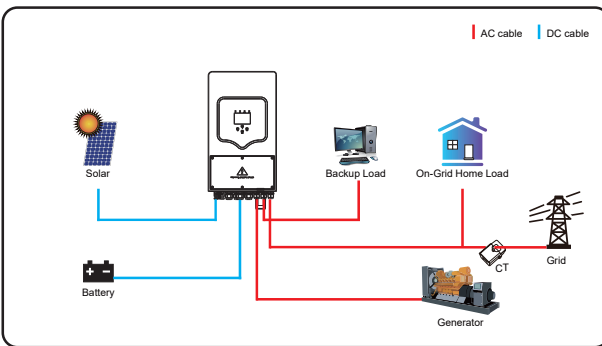 AC cable
DC cable
Solar
Backup Load
On-Grid Home Load
CT
Grid
Battery
Generator